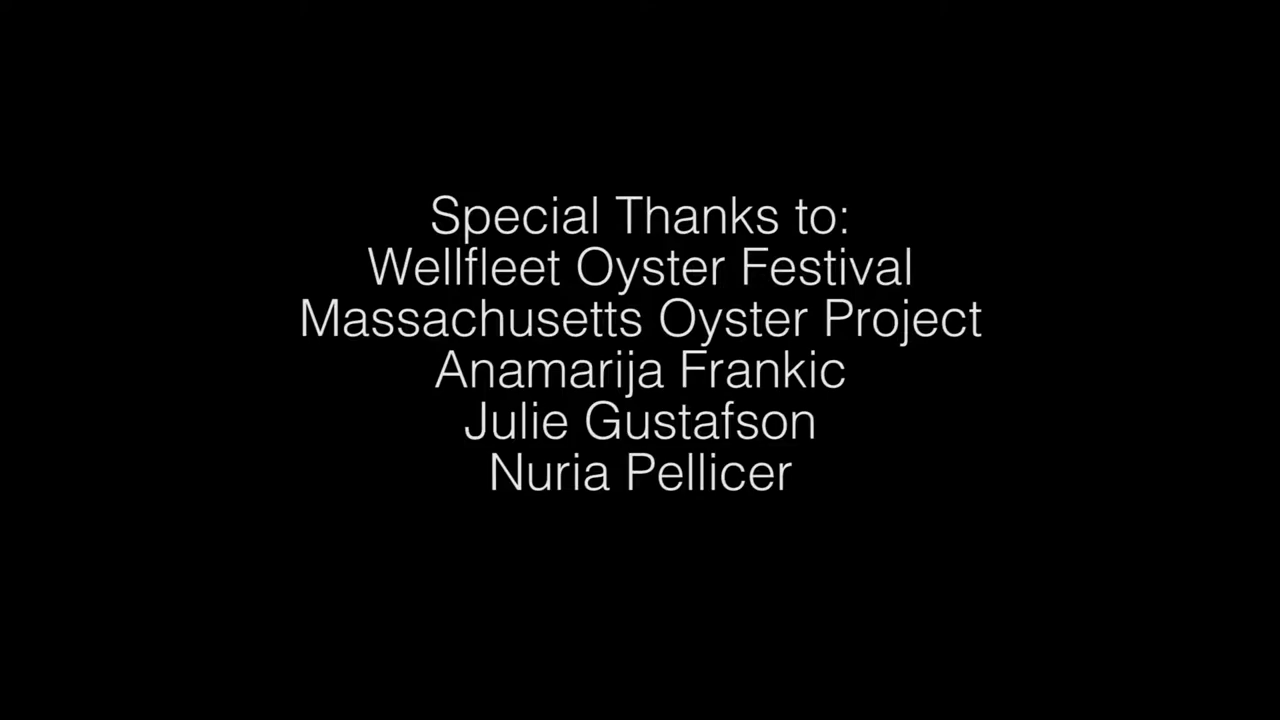 Special Thanks to:
Wellfleet Oyster Festival
Massachusetts Oyster Project
Anamarija Frankic
Julie Gustafson
Nuria Pellicer